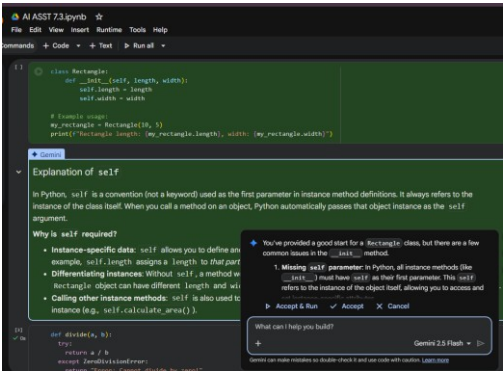 AI ASST 7.3.ipynb
File Edit View Insert Runtime Tools Help
Commands + Code + Text Run all
[ ]
class Rectangle:
def __init__(self, length, width):
self.length = length
self.width = width
# Example usage:
my_rectangle = Rectangle(10, 5)
print(f"Rectangle length: {my_rectangle.length}, width: {my_rectangle.width}")
Gemini
Explanation of self
In Python, self is a convention (not a keyword) used as the first parameter in instance method definitions. It always refers to the
instance of the class itself. When you call a method on an object, Python automatically passes that object instance as the self
argument.
Why is self required?
• Instance-specific data: self allows you to define an
example, self.length assigns a length to that part
• Differentiating instances: Without self, a method w
Rectangle object can have different length and wi
• Calling other instance methods: self is also used to
instance (e.g., self.calculate_area()).
You've provided a good start for a Rectangle class, but there are a few
common issues in the __init__ method.
1. Missing self parameter: In Python, all instance methods (like
__init__) must have self as their first parameter. This self
refers to the instance of the object itself, allowing you to access and
Accept & Run Accept Cancel
What can I help you build?
+ Gemini 2.5 Flash
Gemini can make mistakes so double-check it and use code with caution. Learn more
0s
def divide(a, b):
try:
return a / b
except ZeroDivisionError:
return "Error: Cannot divide by zero!"